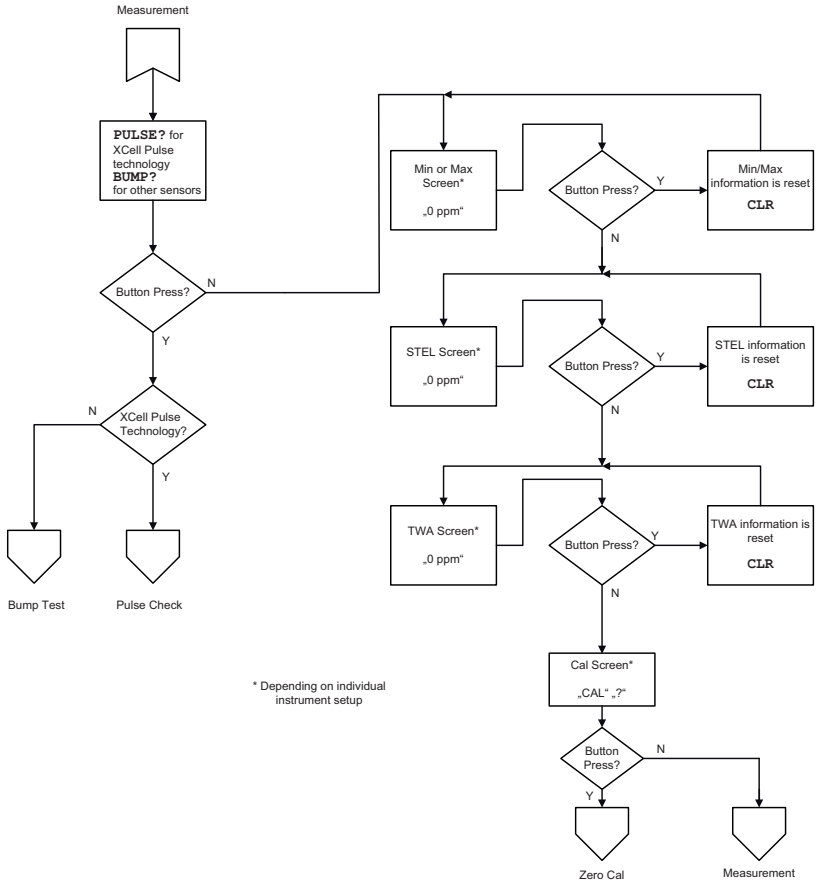 Measurement
PULSE? for
XCell Pulse
technology
BUMP?
for other sensors
Button Press?
N
Y
XCell Pulse
Technology?
N
Y
Bump Test
Pulse Check
Min or Max
Screen*
„0 ppm“
Button Press?
Y
N
Min/Max
information is reset
CLR
STEL Screen*
„0 ppm“
Button Press?
Y
N
STEL information
is reset
CLR
TWA Screen*
„0 ppm“
Button Press?
Y
N
TWA information is
reset
CLR
Cal Screen*
„CAL“ „?“
* Depending on individual
instrument setup
Button
Press?
N
Y
Zero Cal
Measurement